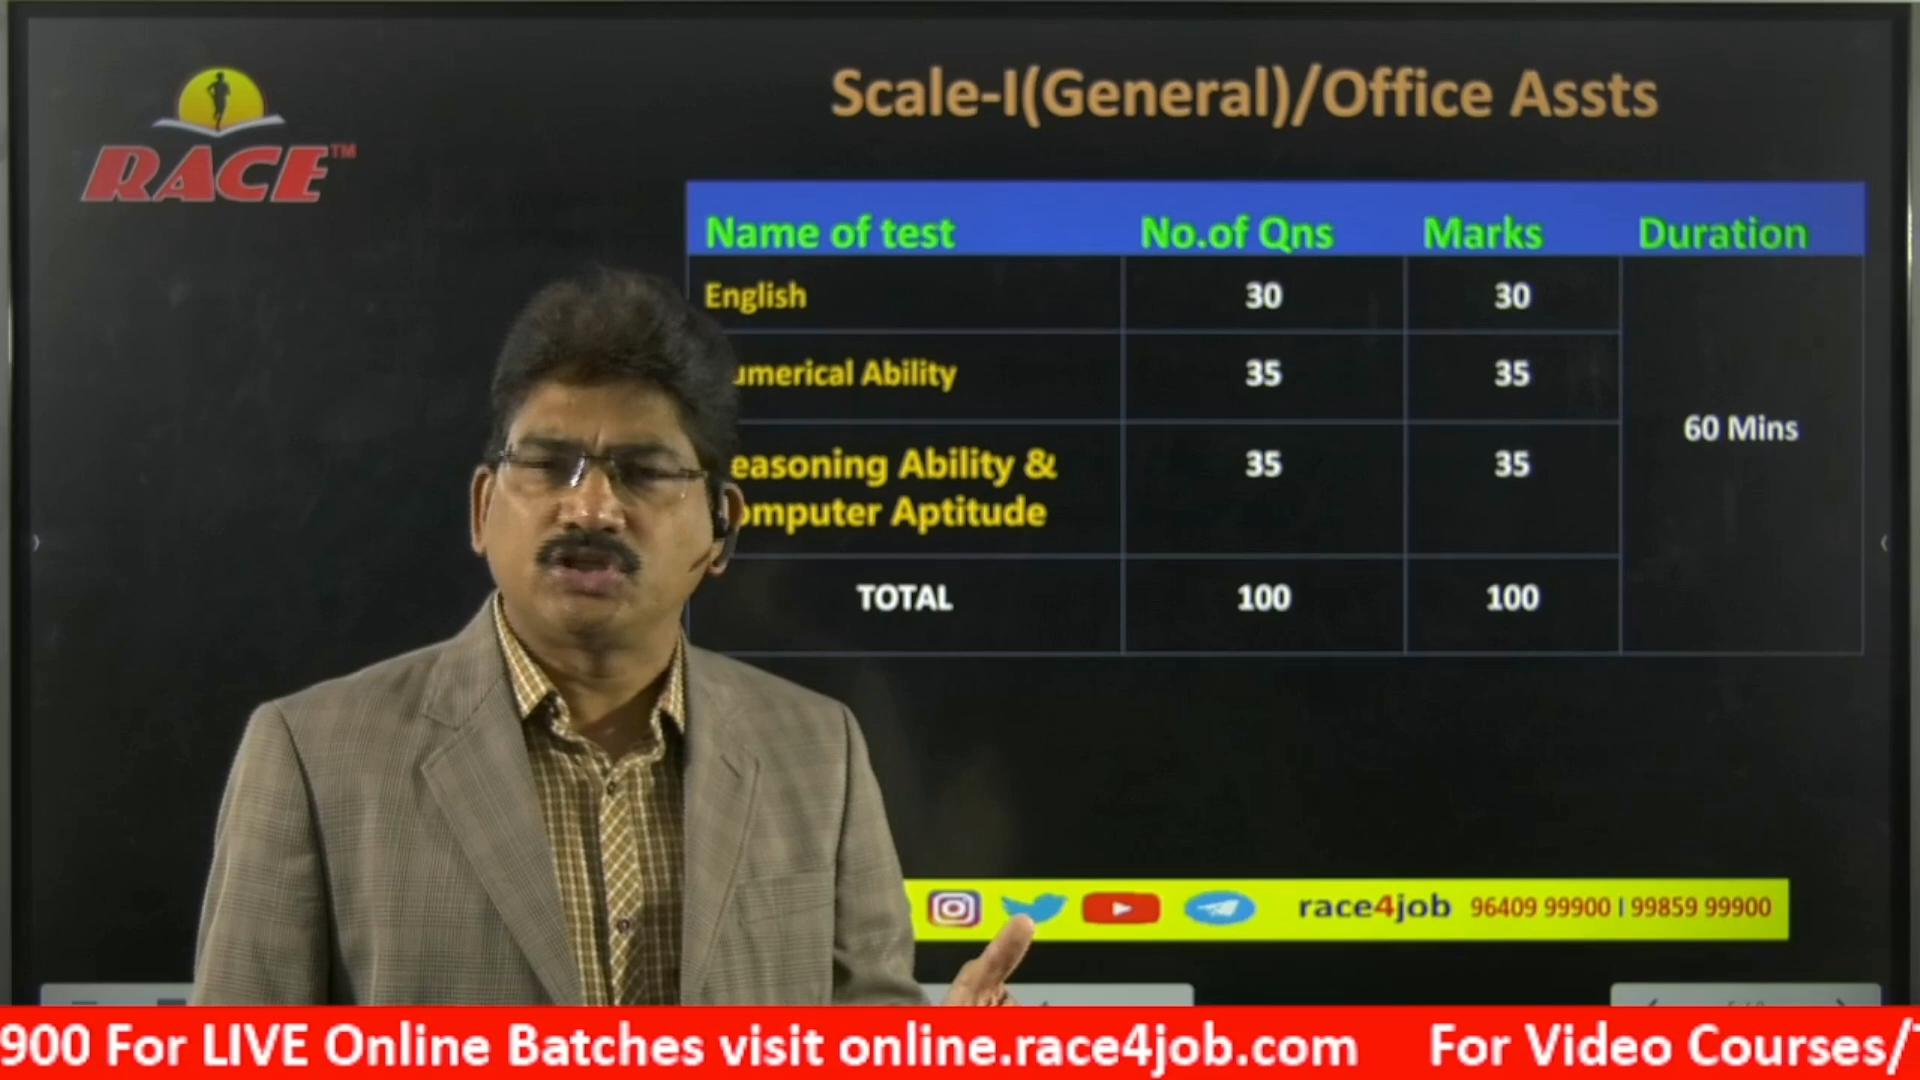 RACE™
Scale-I(General)/Office Assts
Name of test No.of Qns Marks Duration
English 30 30
umerical Ability 35 35
60 Mins
easoning Ability & 35 35
omputer Aptitude
TOTAL 100 100
race4job 96409 99900 I 99859 99900
900 For LIVE Online Batches visit online.race4job.com For Video Courses/